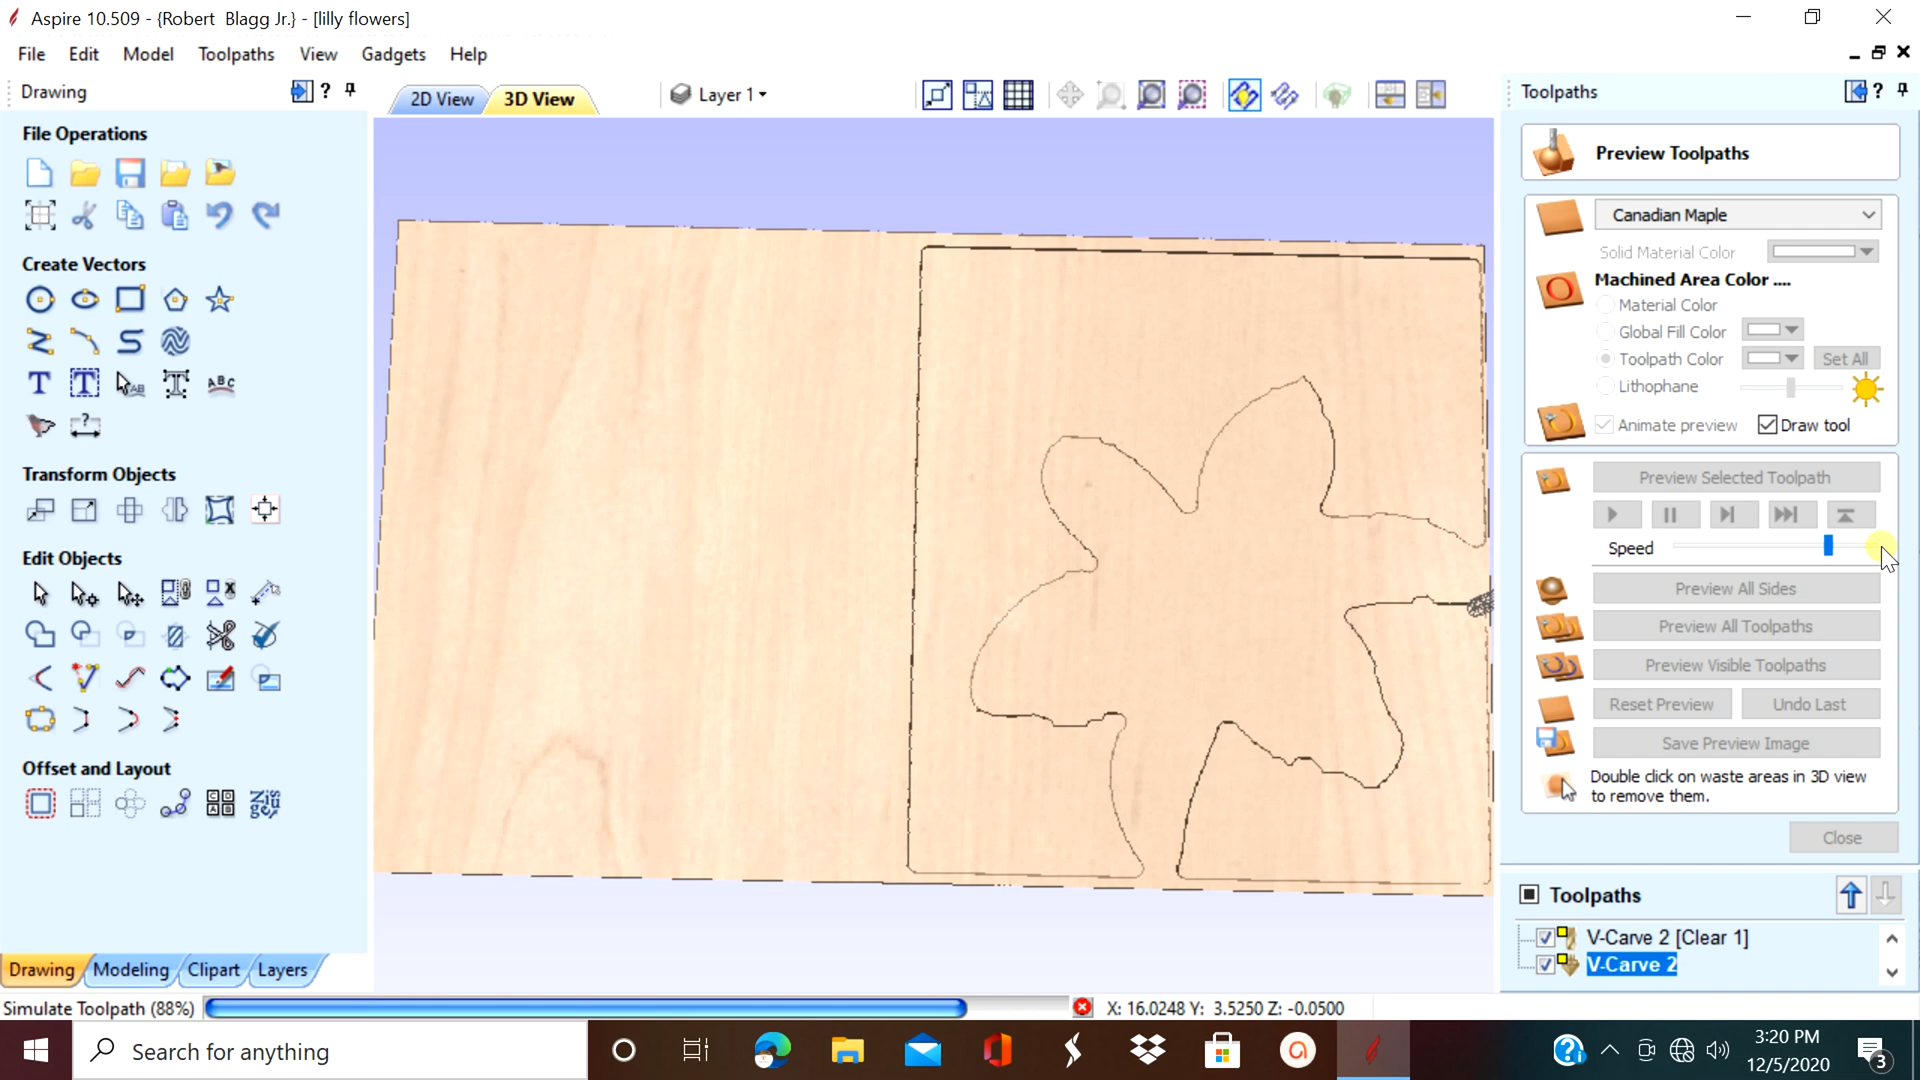 Aspire 10.509 - {Robert Blagg Jr.} - [lilly flowers]
File Edit Model Toolpaths View Gadgets Help
Drawing ?
2D View 3D View Layer 1
Toolpaths ?
File Operations
Create Vectors
Transform Objects
Edit Objects
Offset and Layout
Drawing Modeling Clipart Layers
Preview Toolpaths
Canadian Maple
Solid Material Color
Machined Area Color ....
Material Color
Global Fill Color
Toolpath Color Set All
Lithophane
Animate preview Draw tool
Preview Selected Toolpath
Speed
Preview All Sides
Preview All Toolpaths
Preview Visible Toolpaths
Reset Preview Undo Last
Save Preview Image
Double click on waste areas in 3D view
to remove them.
Close
Toolpaths
V-Carve 2 [Clear 1]
V-Carve 2
Simulate Toolpath (88%) X: 16.0248 Y: 3.5250 Z: -0.0500
Search for anything
3:20 PM
12/5/2020
3